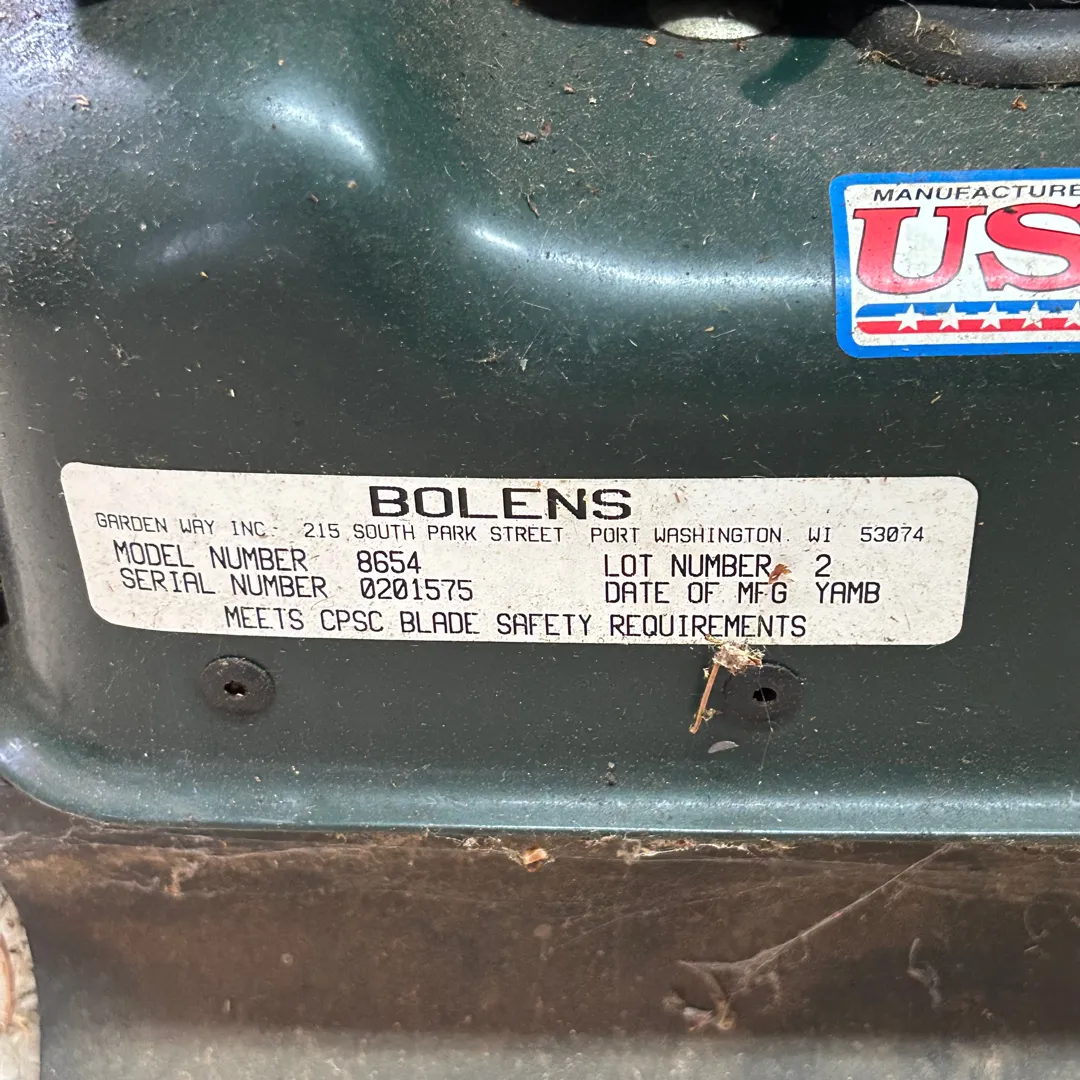 MANUFACTURE
US
BOLENS
GARDEN WAY INC. 215 SOUTH PARK STREET PORT WASHINGTON. WI 53074
MODEL NUMBER 8654 LOT NUMBER 2
SERIAL NUMBER 0201575 DATE OF MFG YAMB
MEETS CPSC BLADE SAFETY REQUIREMENTS